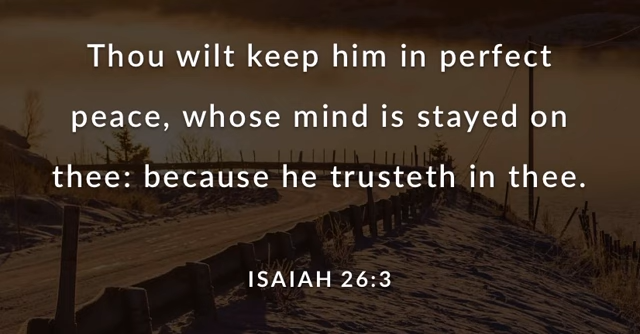 Thou wilt keep him in perfect
peace, whose mind is stayed on
thee: because he trusteth in thee.
ISAIAH 26:3